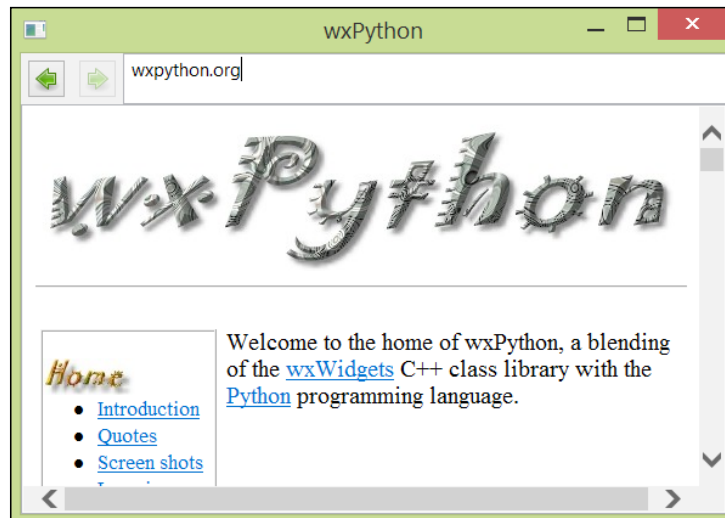 wxPython
wxpython.org
wxPython
Welcome to the home of wxPython, a blending
of the wxWidgets C++ class library with the
Python programming language.
Home
Introduction
Quotes
Screen shots